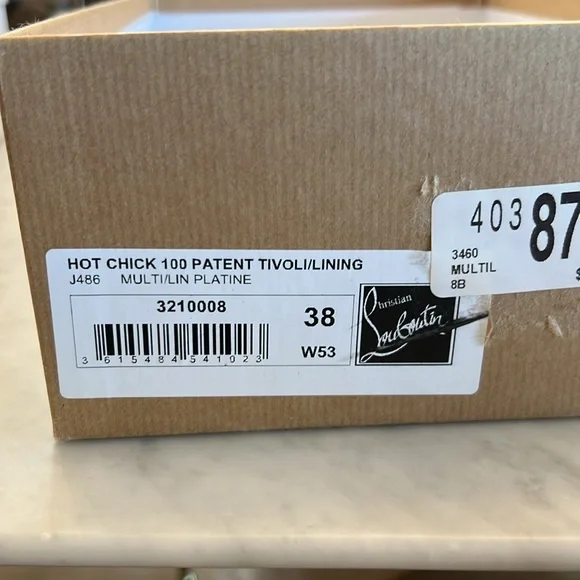 HOT CHICK 100 PATENT TIVOLI/LINING
J486 MULTI/LIN PLATINE
3210008
3 615484 541023
38
W53
Christian
Louboutin
403 87
3460
MULTIL
8B
$